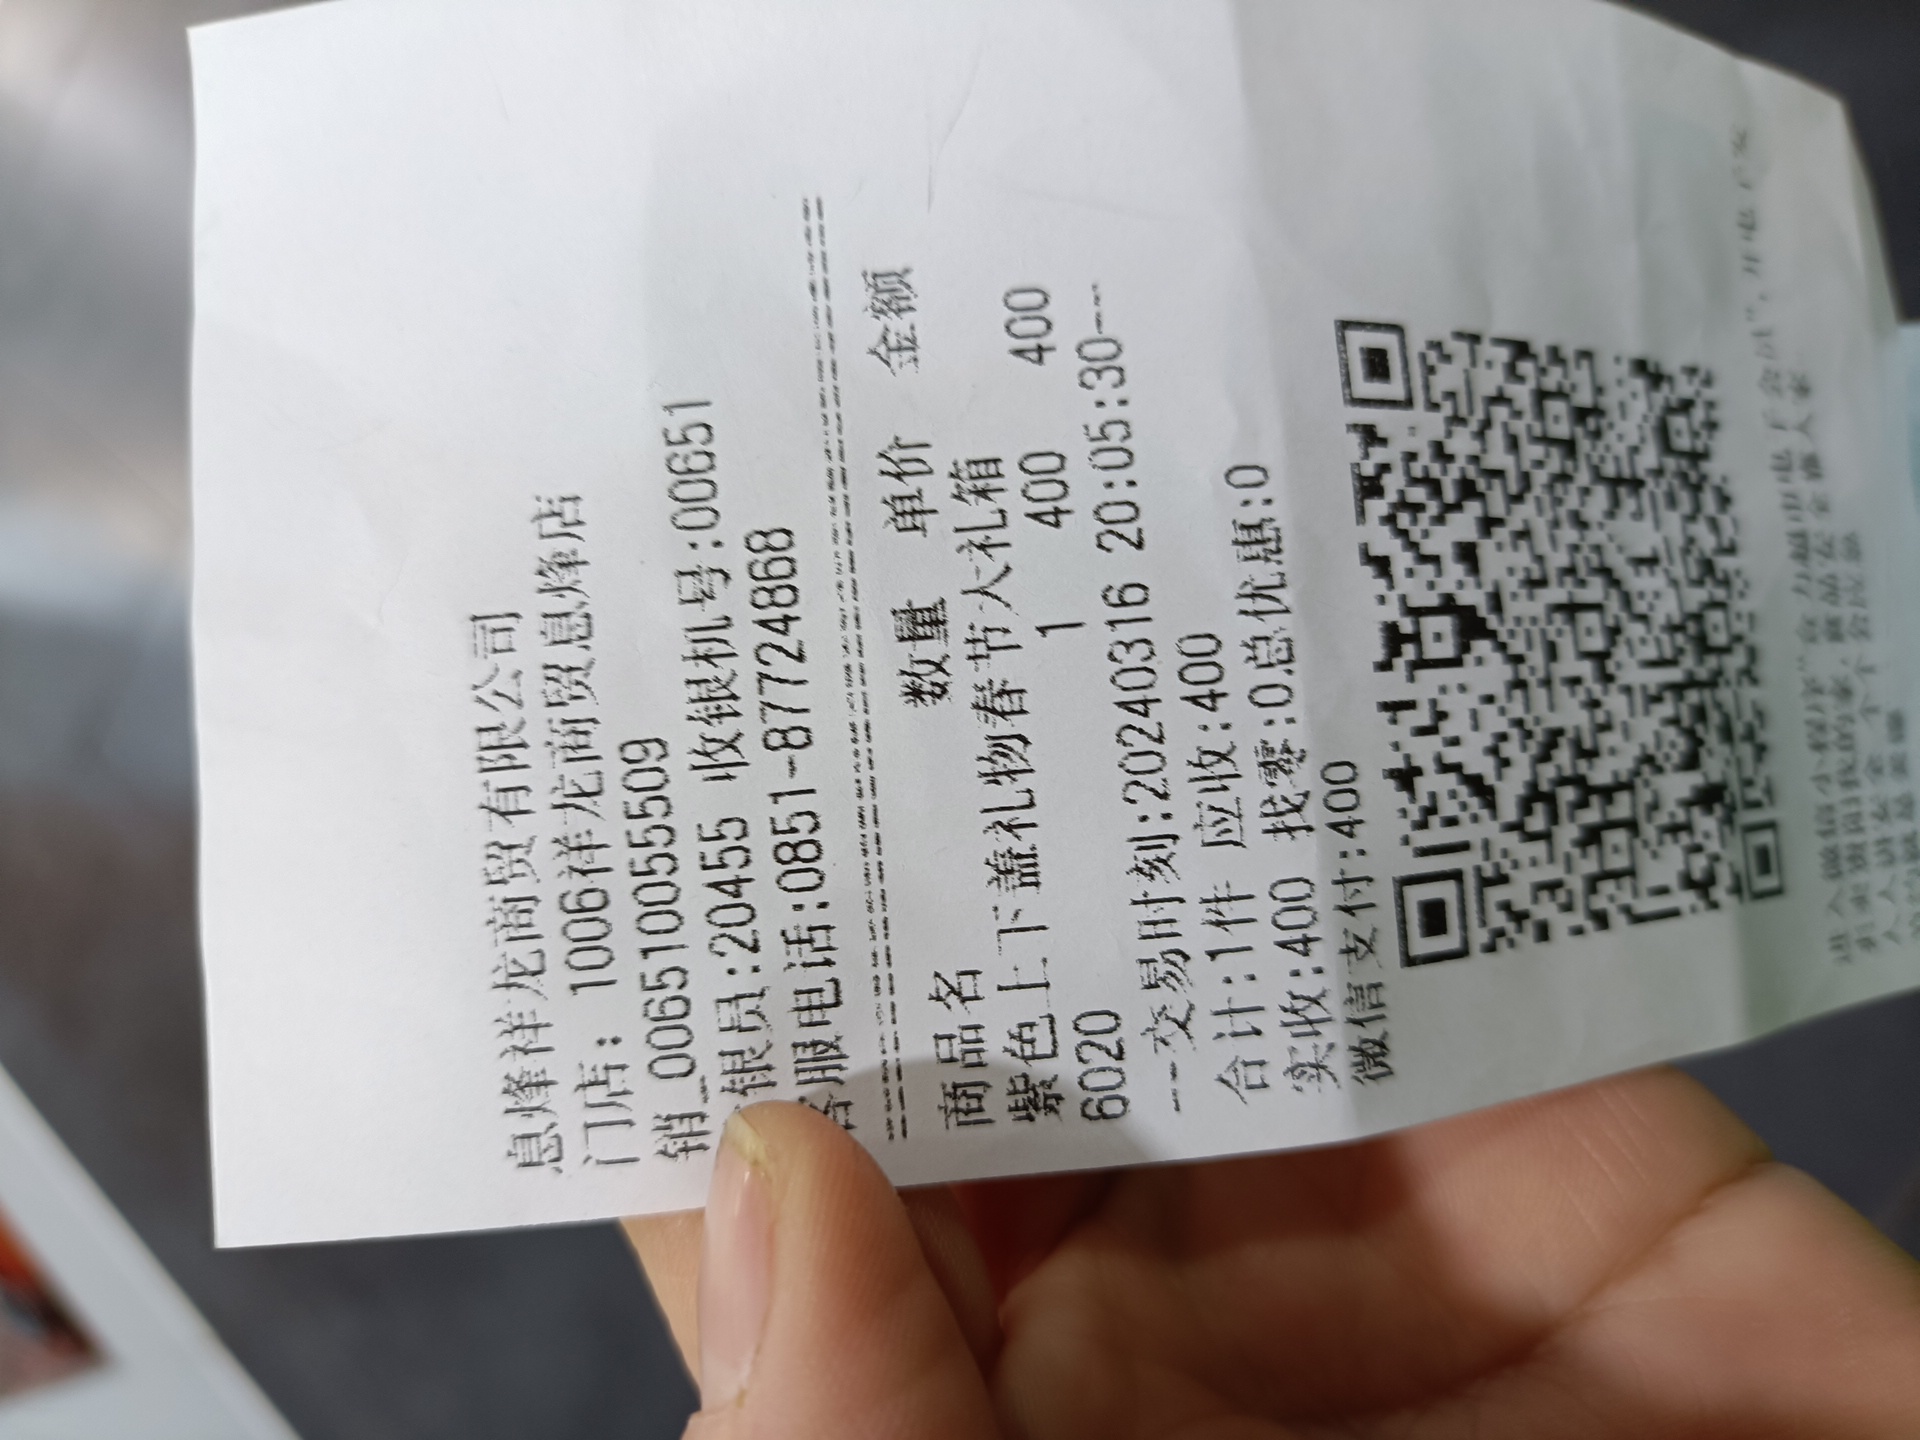 息烽祥龙商贸有限公司
门店: 1006祥龙商贸息烽店
销_006510055509
银员:20455 收银机号:00651
客服电话:0851-87724868
商品名 数量 单价 金额
紫色上下盖礼物春节大礼箱
6020 1 400 400
--交易时刻:20240316 20:05:30--
合计:1件 应收:400
实收:400 找零:0总优惠:0
微信支付:400